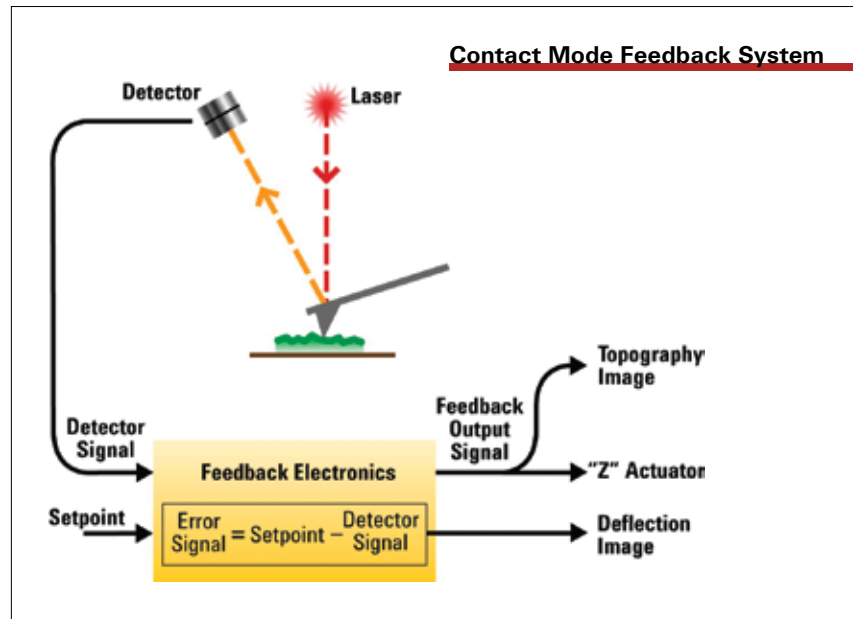 Contact Mode Feedback System
Detector
Laser
Topography
Image
Feedback
Output
Signal
Detector
Signal
Feedback Electronics
"Z" Actuator
Setpoint
Error
Signal
= Setpoint –
Detector
Signal
Deflection
Image